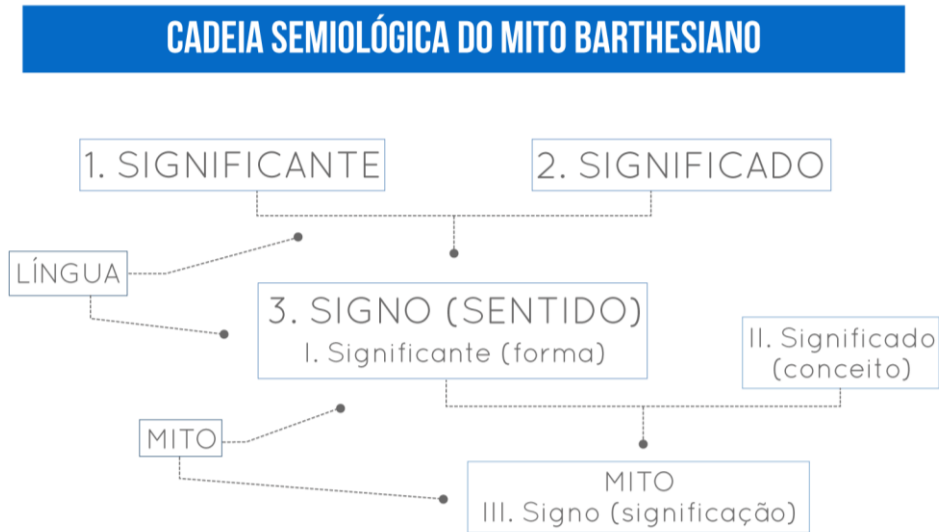 CADEIA SEMIOLÓGICA DO MITO BARTHESIANO
1. SIGNIFICANTE
2. SIGNIFICADO
LÍNGUA
3. SIGNO (SENTIDO)
I. Significante (forma)
II. Significado
(conceito)
MITO
MITO
III. Signo (significação)